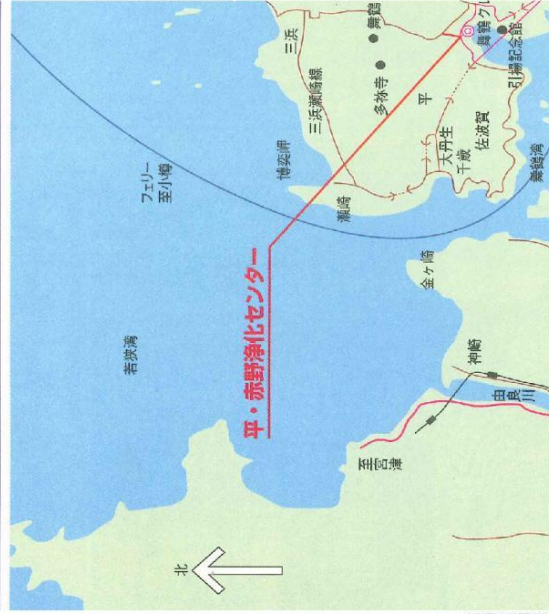 北
若狭湾
フェリー
至小樽
平・赤野浄化センター
博奕岬
三浜
三浜瀬崎線
瀬崎
舞鶴
多祢寺
平
大丹生
千歳
佐波賀
舞鶴ク
引揚記念館
舞鶴湾
金ヶ崎
神崎
由良川
至宮津